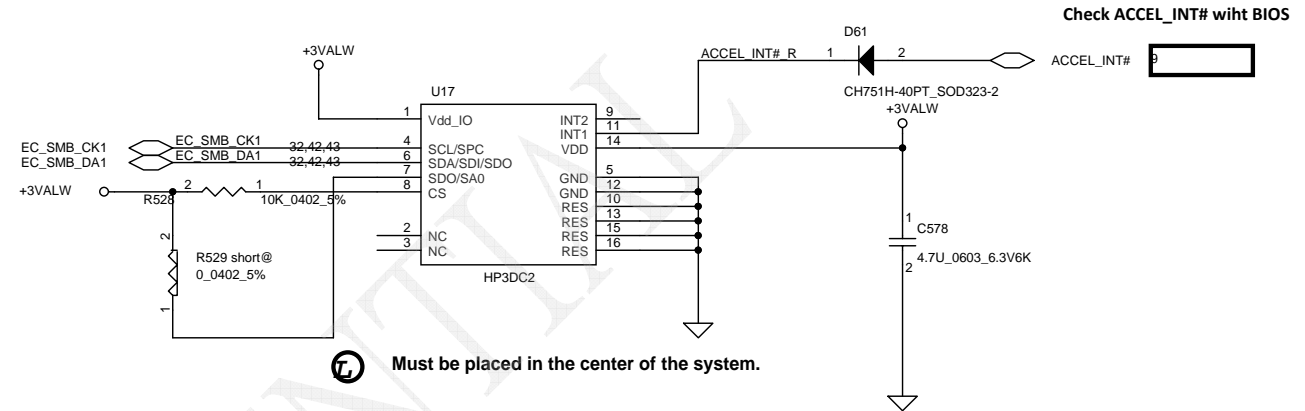 Check ACCEL_INT# wiht BIOS
D61
+3VALW
ACCEL_INT#_R 1 2 ACCEL_INT# 9
U17
CH751H-40PT_SOD323-2
+3VALW
1 Vdd_IO INT2 9
INT1 11
EC_SMB_CK1 EC_SMB_CK1 32,42,43 4 SCL/SPC VDD 14
EC_SMB_DA1 EC_SMB_DA1 32,42,43 6 SDA/SDI/SDO
7 SDO/SA0 GND 5
+3VALW R528 2 1 10K_0402_5% 8 CS GND 12
RES 10
RES 13
2 NC RES 15
3 NC RES 16
HP3DC2
2
R529 short@
0_0402_5%
1
1
C578
4.7U_0603_6.3V6K
2
L Must be placed in the center of the system.
NTIAL